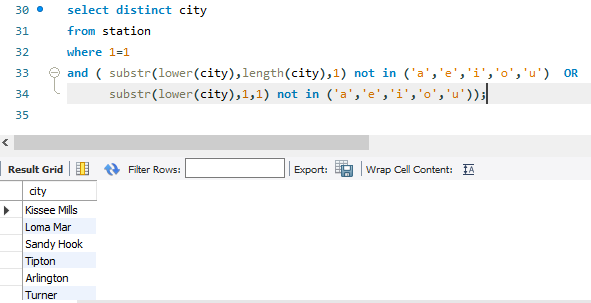 30 select distinct city
31 from station
32 where 1=1
33 and ( substr(lower(city),length(city),1) not in ('a','e','i','o','u') OR
34 substr(lower(city),1,1) not in ('a','e','i','o','u'));
35
Result Grid Filter Rows: Export: Wrap Cell Content:
city
Kissee Mills
Loma Mar
Sandy Hook
Tipton
Arlington
Turner